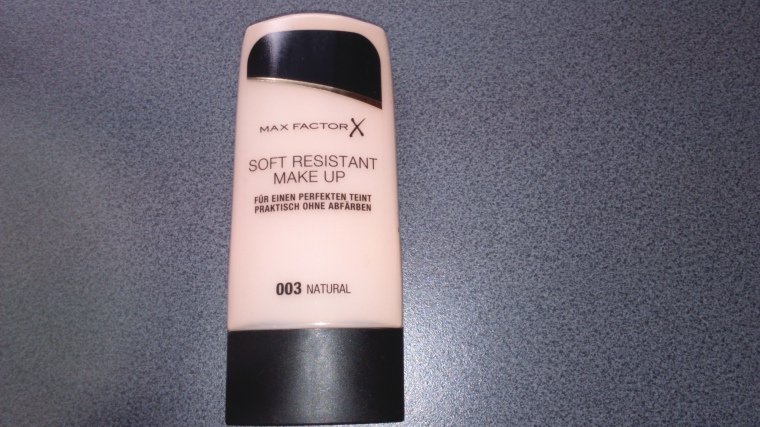 MAX FACTOR X
SOFT RESISTANT
MAKE UP
FÜR EINEN PERFEKTEN TEINT
PRAKTISCH OHNE ABFÄRBEN
003 NATURAL